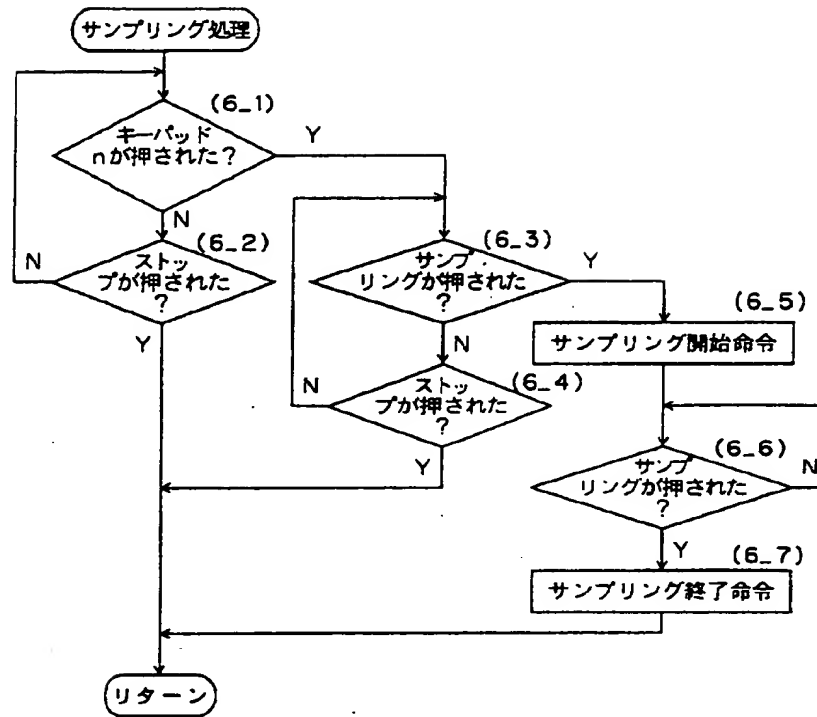 サンプリング処理
(6_1)
キーパッド
nが押された?
Y
N
(6_2)
ストッ
プが押された
?
N
Y
(6_3)
サンプ
リングが押された
?
Y
N
(6_4)
ストッ
プが押された
?
N
Y
(6_5)
サンプリング開始命令
(6_6)
サンプ
リングが押された
?
N
Y
(6_7)
サンプリング終了命令
リターン